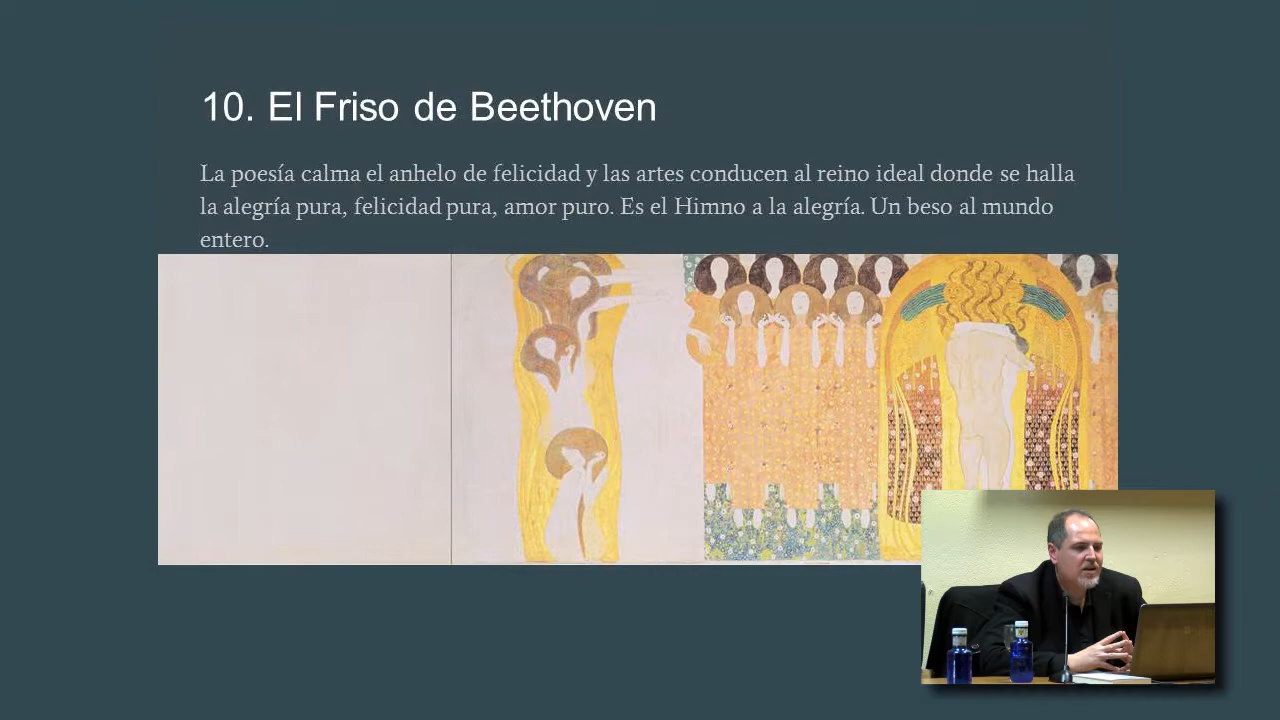 10. El Friso de Beethoven
La poesía calma el anhelo de felicidad y las artes conducen al reino ideal donde se halla
la alegría pura, felicidad pura, amor puro. Es el Himno a la alegría. Un beso al mundo
entero.